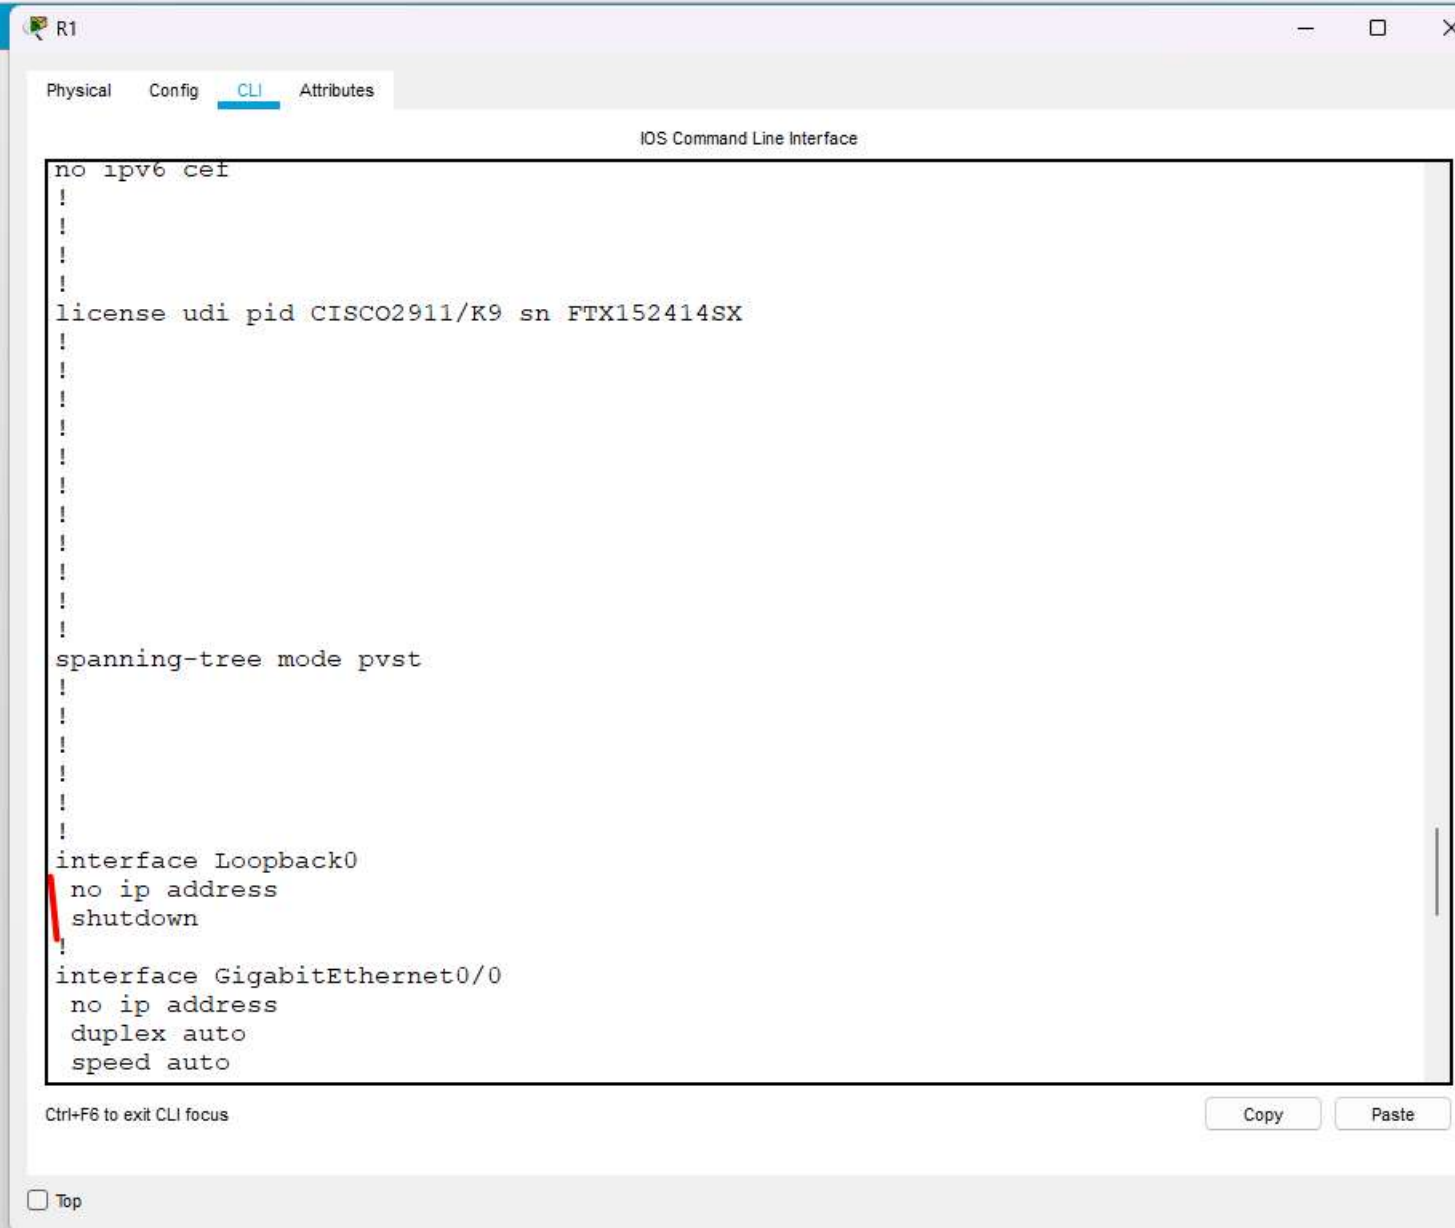 R1
Physical Config CLI Attributes
IOS Command Line Interface
no ipv6 cef
!
!
!
!
license udi pid CISCO2911/K9 sn FTX152414SX
!
!
!
!
!
!
!
!
!
!
!
spanning-tree mode pvst
!
!
!
!
!
!
interface Loopback0
 no ip address
 shutdown
!
interface GigabitEthernet0/0
 no ip address
 duplex auto
 speed auto
Ctrl+F6 to exit CLI focus
Copy Paste
Top